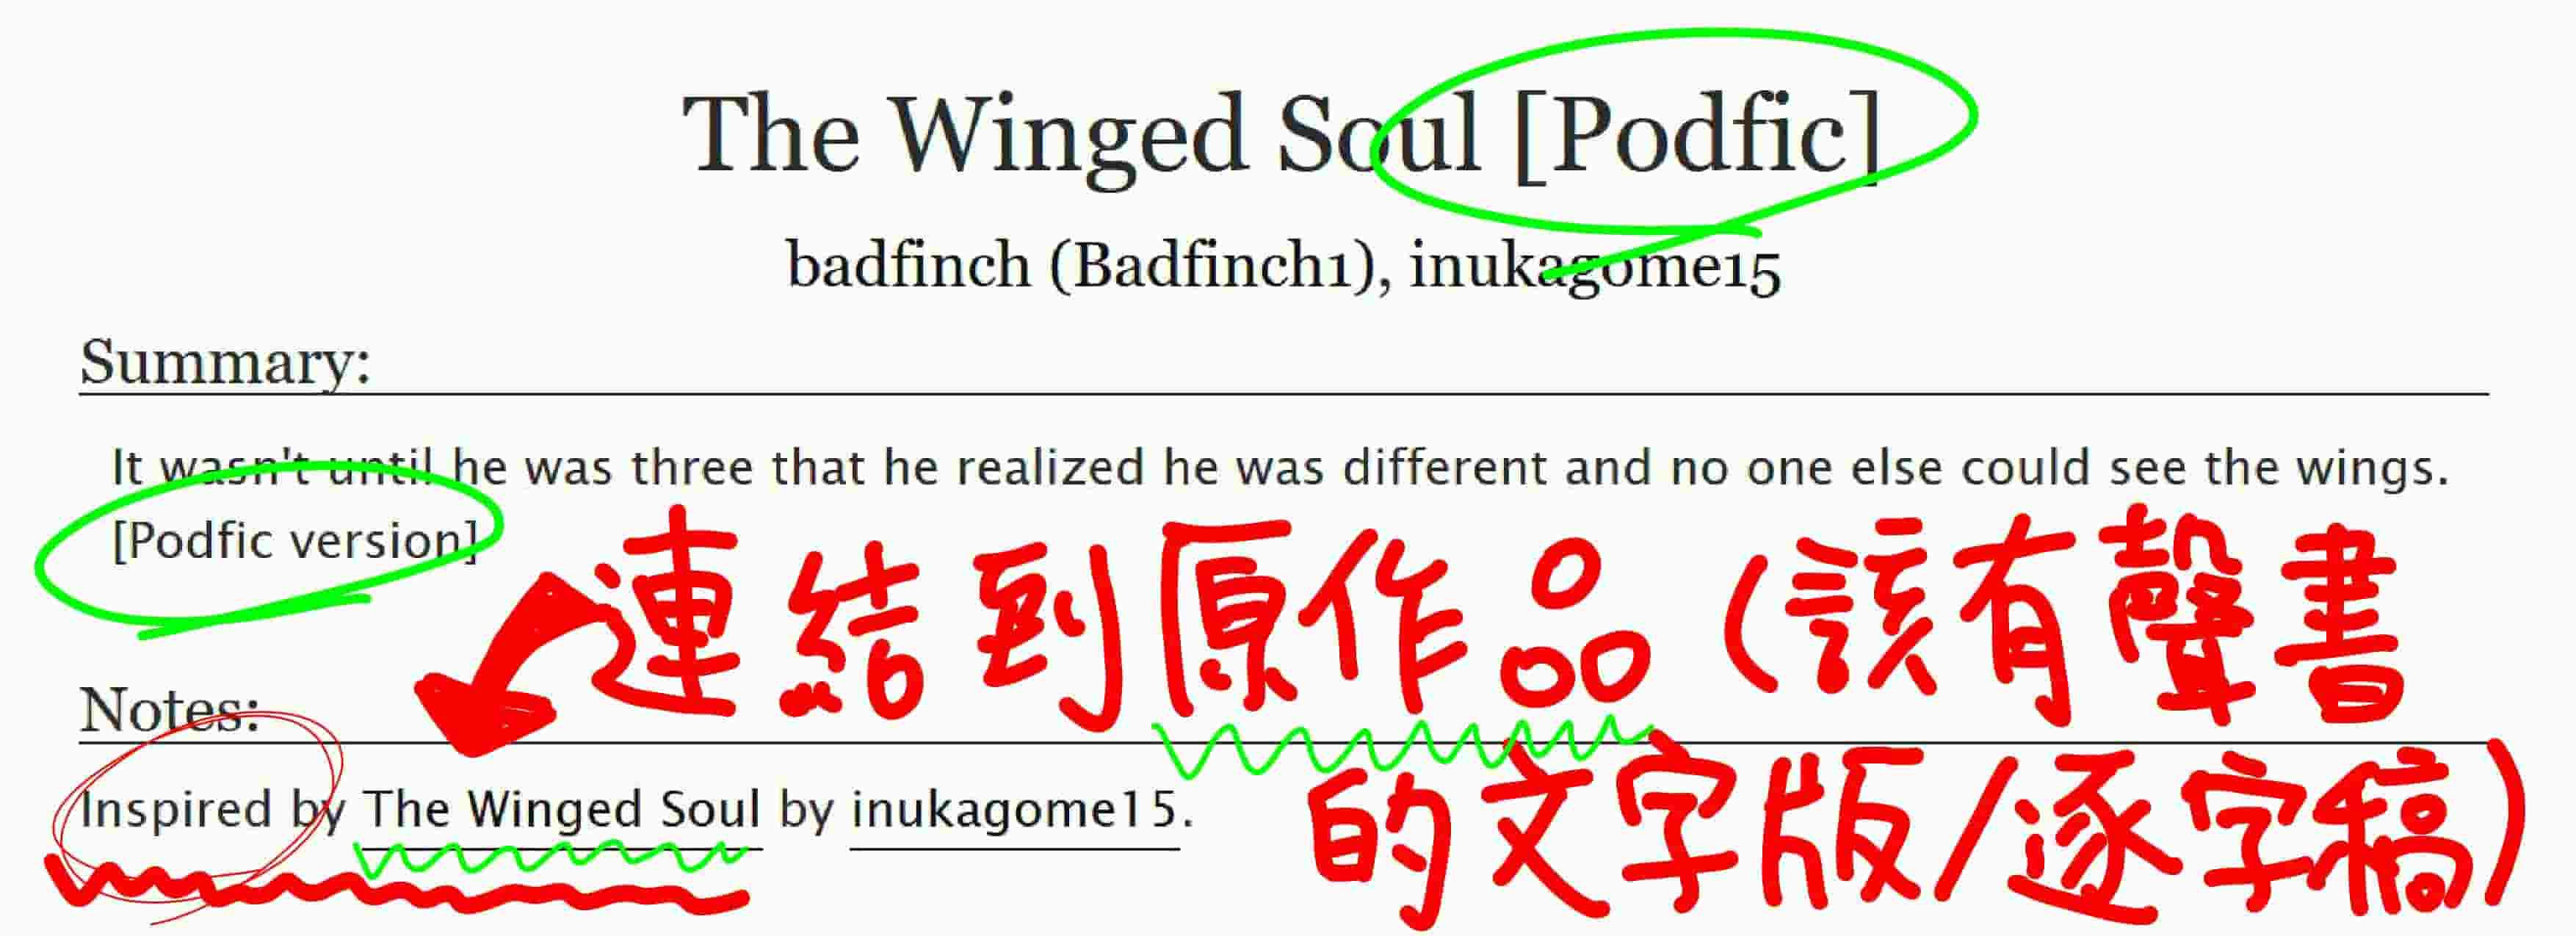 The Winged Soul [Podfic]
badfinch (Badfinch1), inukagome15
Summary:
It wasn't until he was three that he realized he was different and no one else could see the wings.
[Podfic version]
連結到原作品(該有聲書
的文字版/逐字稿)
Notes:
Inspired by The Winged Soul by inukagome15.